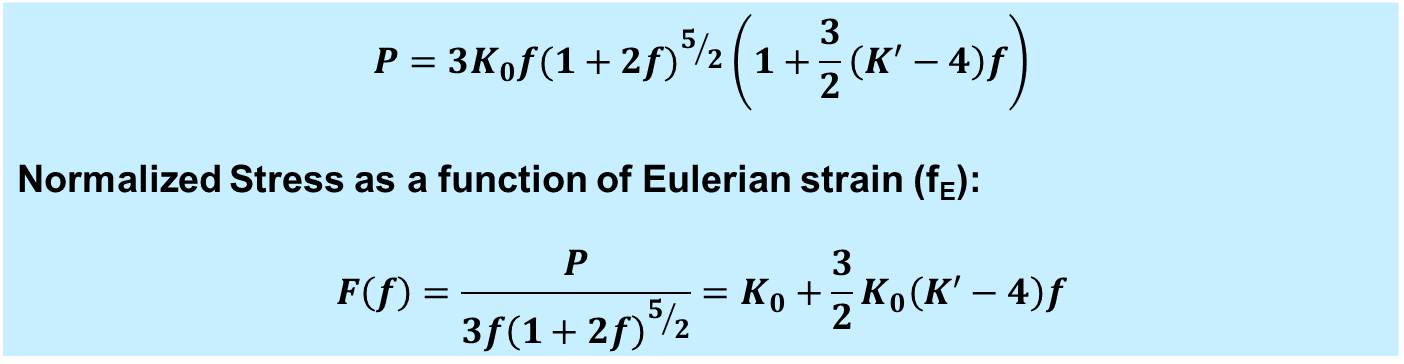 P = 3K₀f(1 + 2f)^{5/2} (1 + 3/2 (K′ − 4)f)
Normalized Stress as a function of Eulerian strain (f_E):
F(f) = P / 3f(1 + 2f)^{5/2} = K₀ + 3/2 K₀(K′ − 4)f